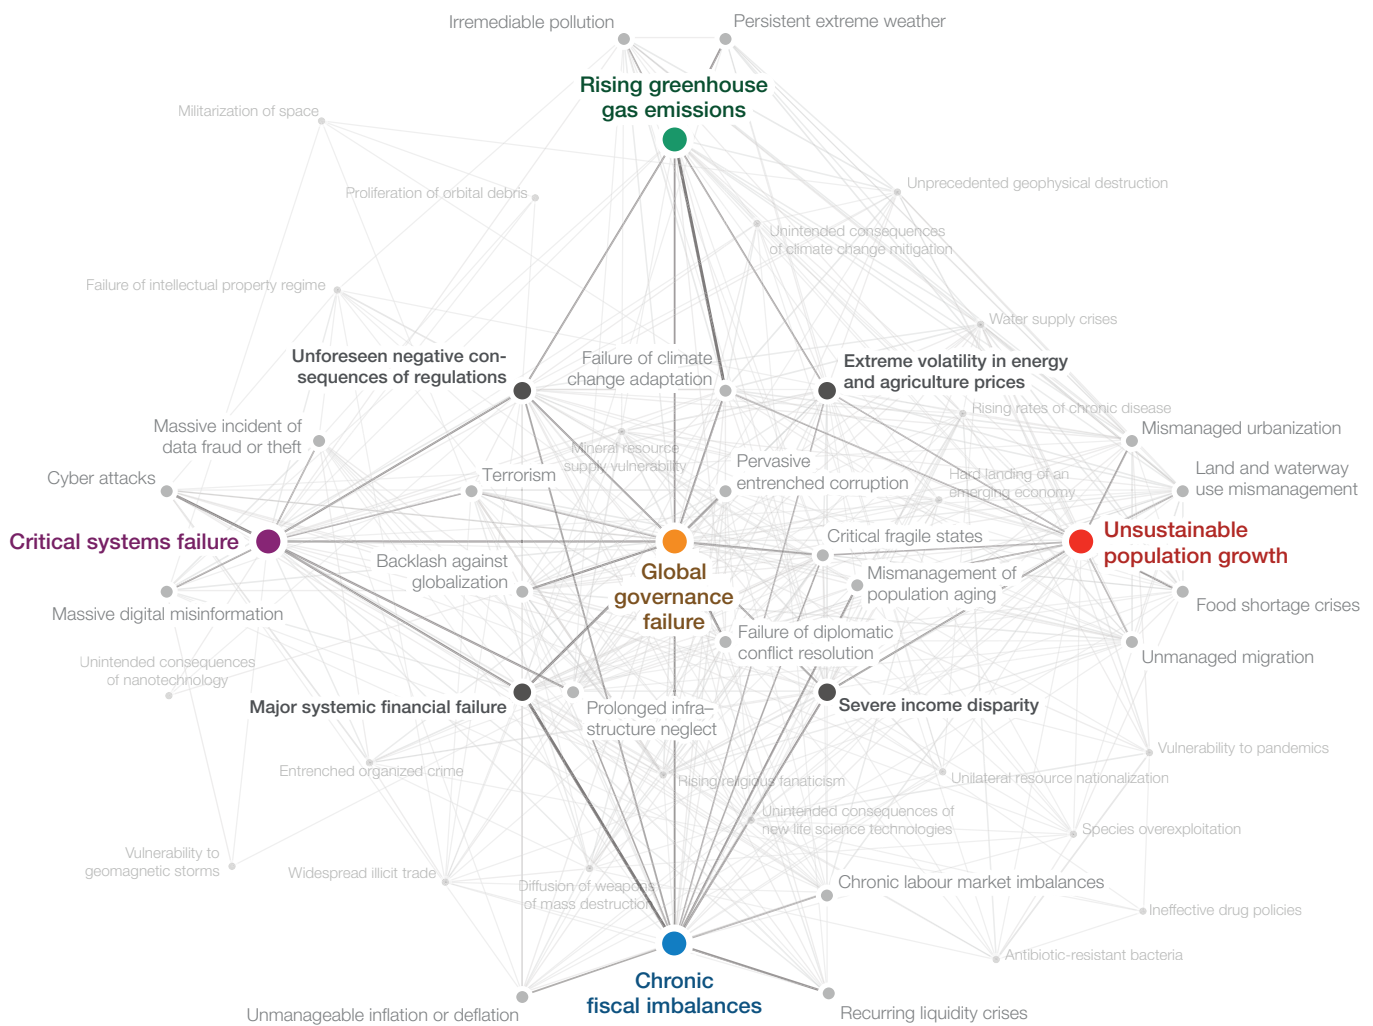 Irremediable pollution
Persistent extreme weather
Rising greenhouse
gas emissions
Militarization of space
Proliferation of orbital debris
Unprecedented geophysical destruction
Unintended consequences
of climate change mitigation
Failure of intellectual property regime
Water supply crises
Unforeseen negative con-
sequences of regulations
Failure of climate
change adaptation
Extreme volatility in energy
and agriculture prices
Rising rates of chronic disease
Massive incident of
data fraud or theft
Mineral resource
supply vulnerability
Mismanaged urbanization
Cyber attacks
Terrorism
Pervasive
entrenched corruption
Hard landing of an
emerging economy
Land and waterway
use mismanagement
Critical systems failure
Critical fragile states
Unsustainable
population growth
Backlash against
globalization
Global
governance
failure
Mismanagement of
population aging
Massive digital misinformation
Food shortage crises
Failure of diplomatic
conflict resolution
Unintended consequences
of nanotechnology
Unmanaged migration
Major systemic financial failure
Prolonged infra–
structure neglect
Severe income disparity
Entrenched organized crime
Rising religious fanaticism
Unilateral resource nationalization
Vulnerability to pandemics
Unintended consequences of
new life science technologies
Species overexploitation
Vulnerability to
geomagnetic storms
Widespread illicit trade
Diffusion of weapons
of mass destruction
Chronic labour market imbalances
Ineffective drug policies
Antibiotic-resistant bacteria
Chronic
fiscal imbalances
Unmanageable inflation or deflation
Recurring liquidity crises